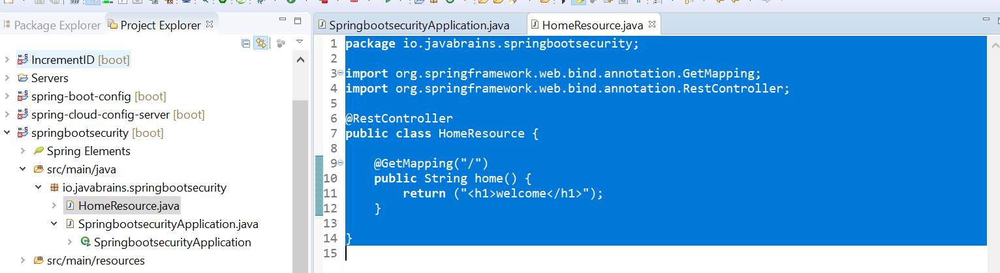 Package Explorer
Project Explorer
IncrementID [boot]
Servers
spring-boot-config [boot]
spring-cloud-config-server [boot]
springbootsecurity [boot]
Spring Elements
src/main/java
io.javabrains.springbootsecurity
HomeResource.java
SpringbootsecurityApplication.java
SpringbootsecurityApplication
src/main/resources
SpringbootsecurityApplication.java
HomeResource.java
1 package io.javabrains.springbootsecurity;
2
3 import org.springframework.web.bind.annotation.GetMapping;
4 import org.springframework.web.bind.annotation.RestController;
5
6 @RestController
7 public class HomeResource {
8
9     @GetMapping("/")
10     public String home() {
11         return ("<h1>welcome</h1>");
12     }
13
14 }
15